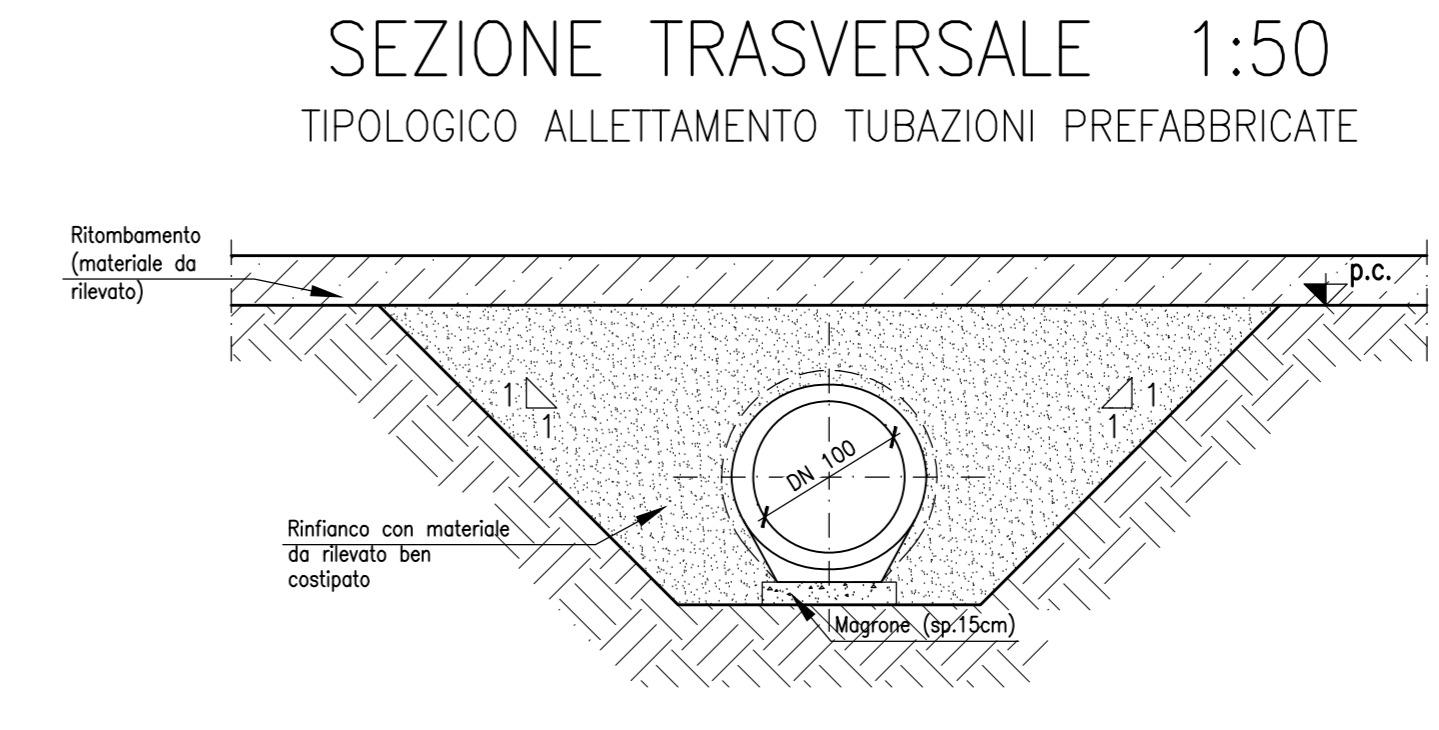 SEZIONE TRASVERSALE 1:50
TIPOLOGICO ALLETTAMENTO TUBAZIONI PREFABBRICATE
Ritombamento
(materiale da
rilevato)
p.c.
1
1
1
1
DN 100
Rinfianco con materiale
da rilevato ben
costipato
Magrone (sp.15cm)